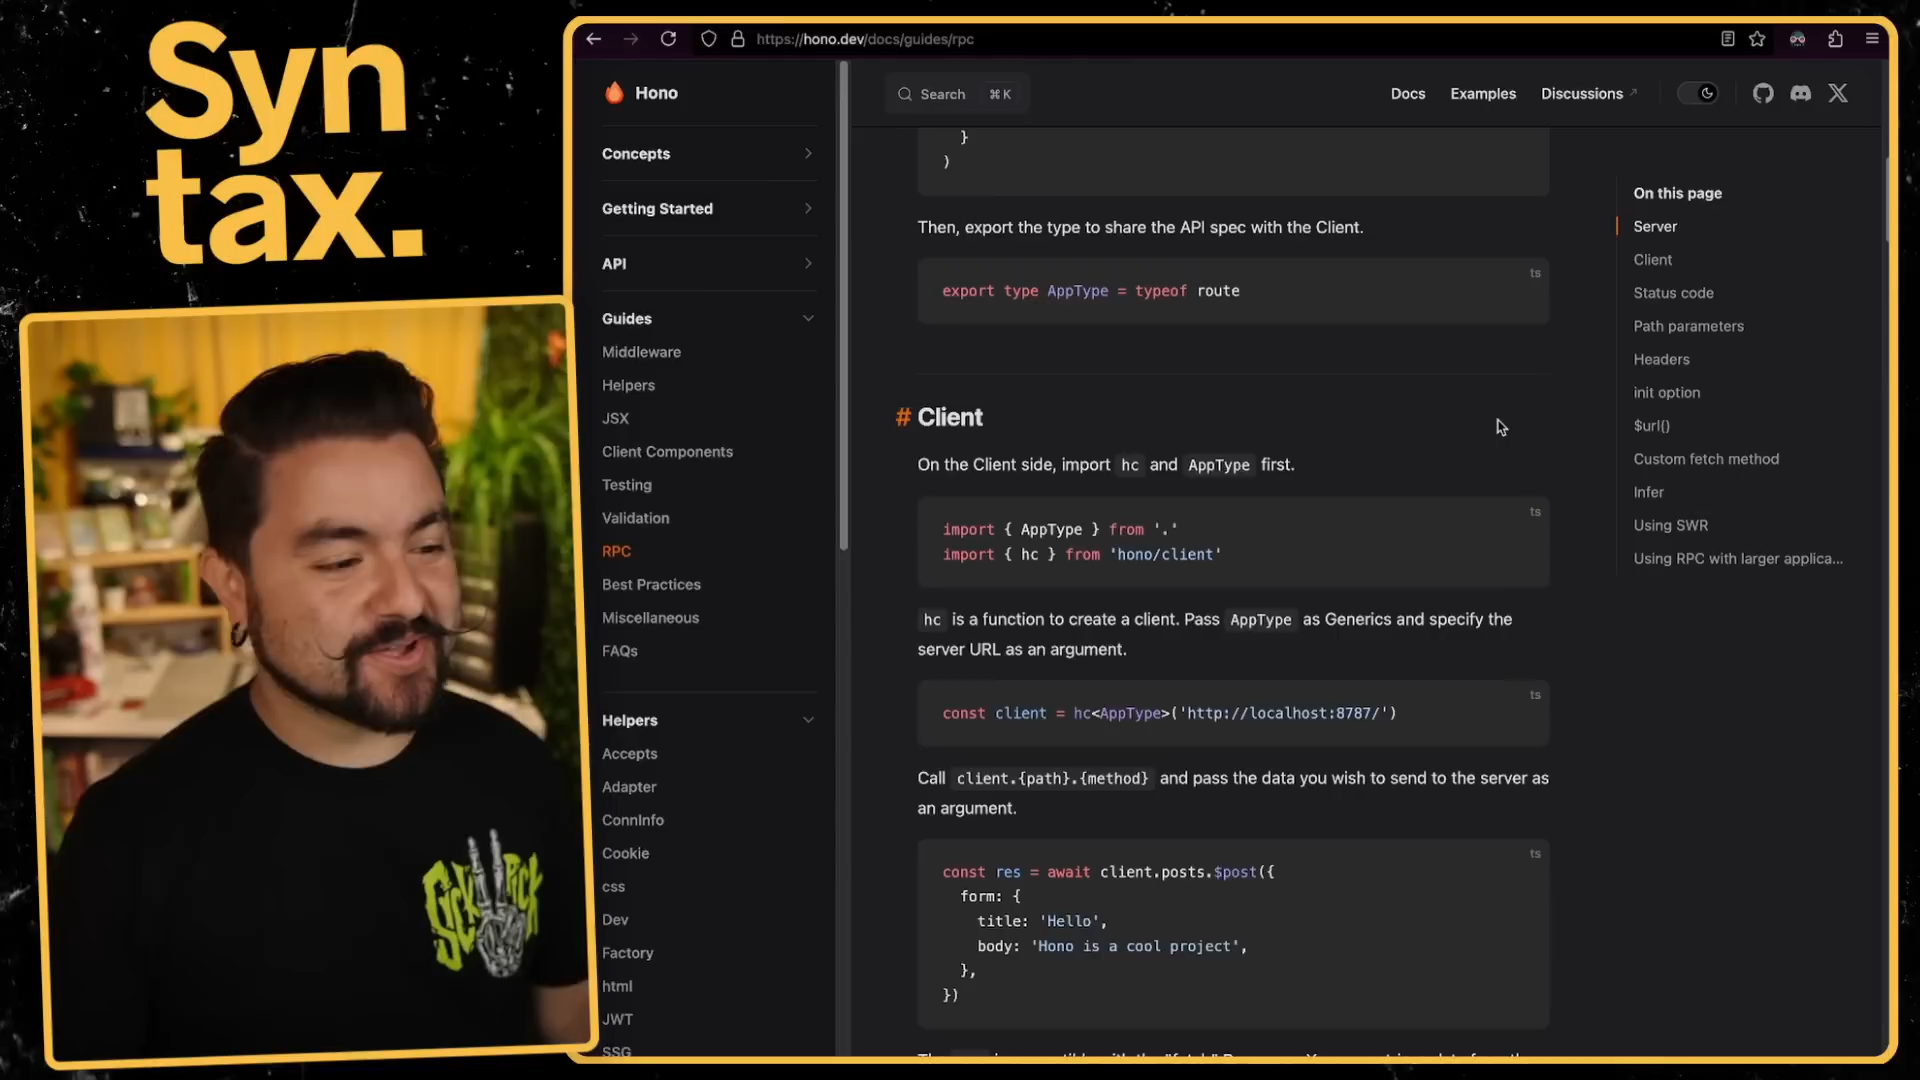 Syn
tax.
https://hono.dev/docs/guides/rpc
Hono
Search ⌘ K
Docs
Examples
Discussions
Concepts
Getting Started
API
Guides
Middleware
Helpers
JSX
Client Components
Testing
Validation
RPC
Best Practices
Miscellaneous
FAQs
Helpers
Accepts
Adapter
ConnInfo
Cookie
css
Dev
Factory
html
JWT
SSG
}
)
Then, export the type to share the API spec with the Client.
ts
export type AppType = typeof route
# Client
On the Client side, import hc and AppType first.
ts
import { AppType } from '.'
import { hc } from 'hono/client'
hc is a function to create a client. Pass AppType as Generics and specify the
server URL as an argument.
ts
const client = hc<AppType>('http://localhost:8787/')
Call client.{path}.{method} and pass the data you wish to send to the server as
an argument.
ts
const res = await client.posts.$post({
form: {
title: 'Hello',
body: 'Hono is a cool project',
},
})
On this page
Server
Client
Status code
Path parameters
Headers
init option
$url()
Custom fetch method
Infer
Using SWR
Using RPC with larger applica...